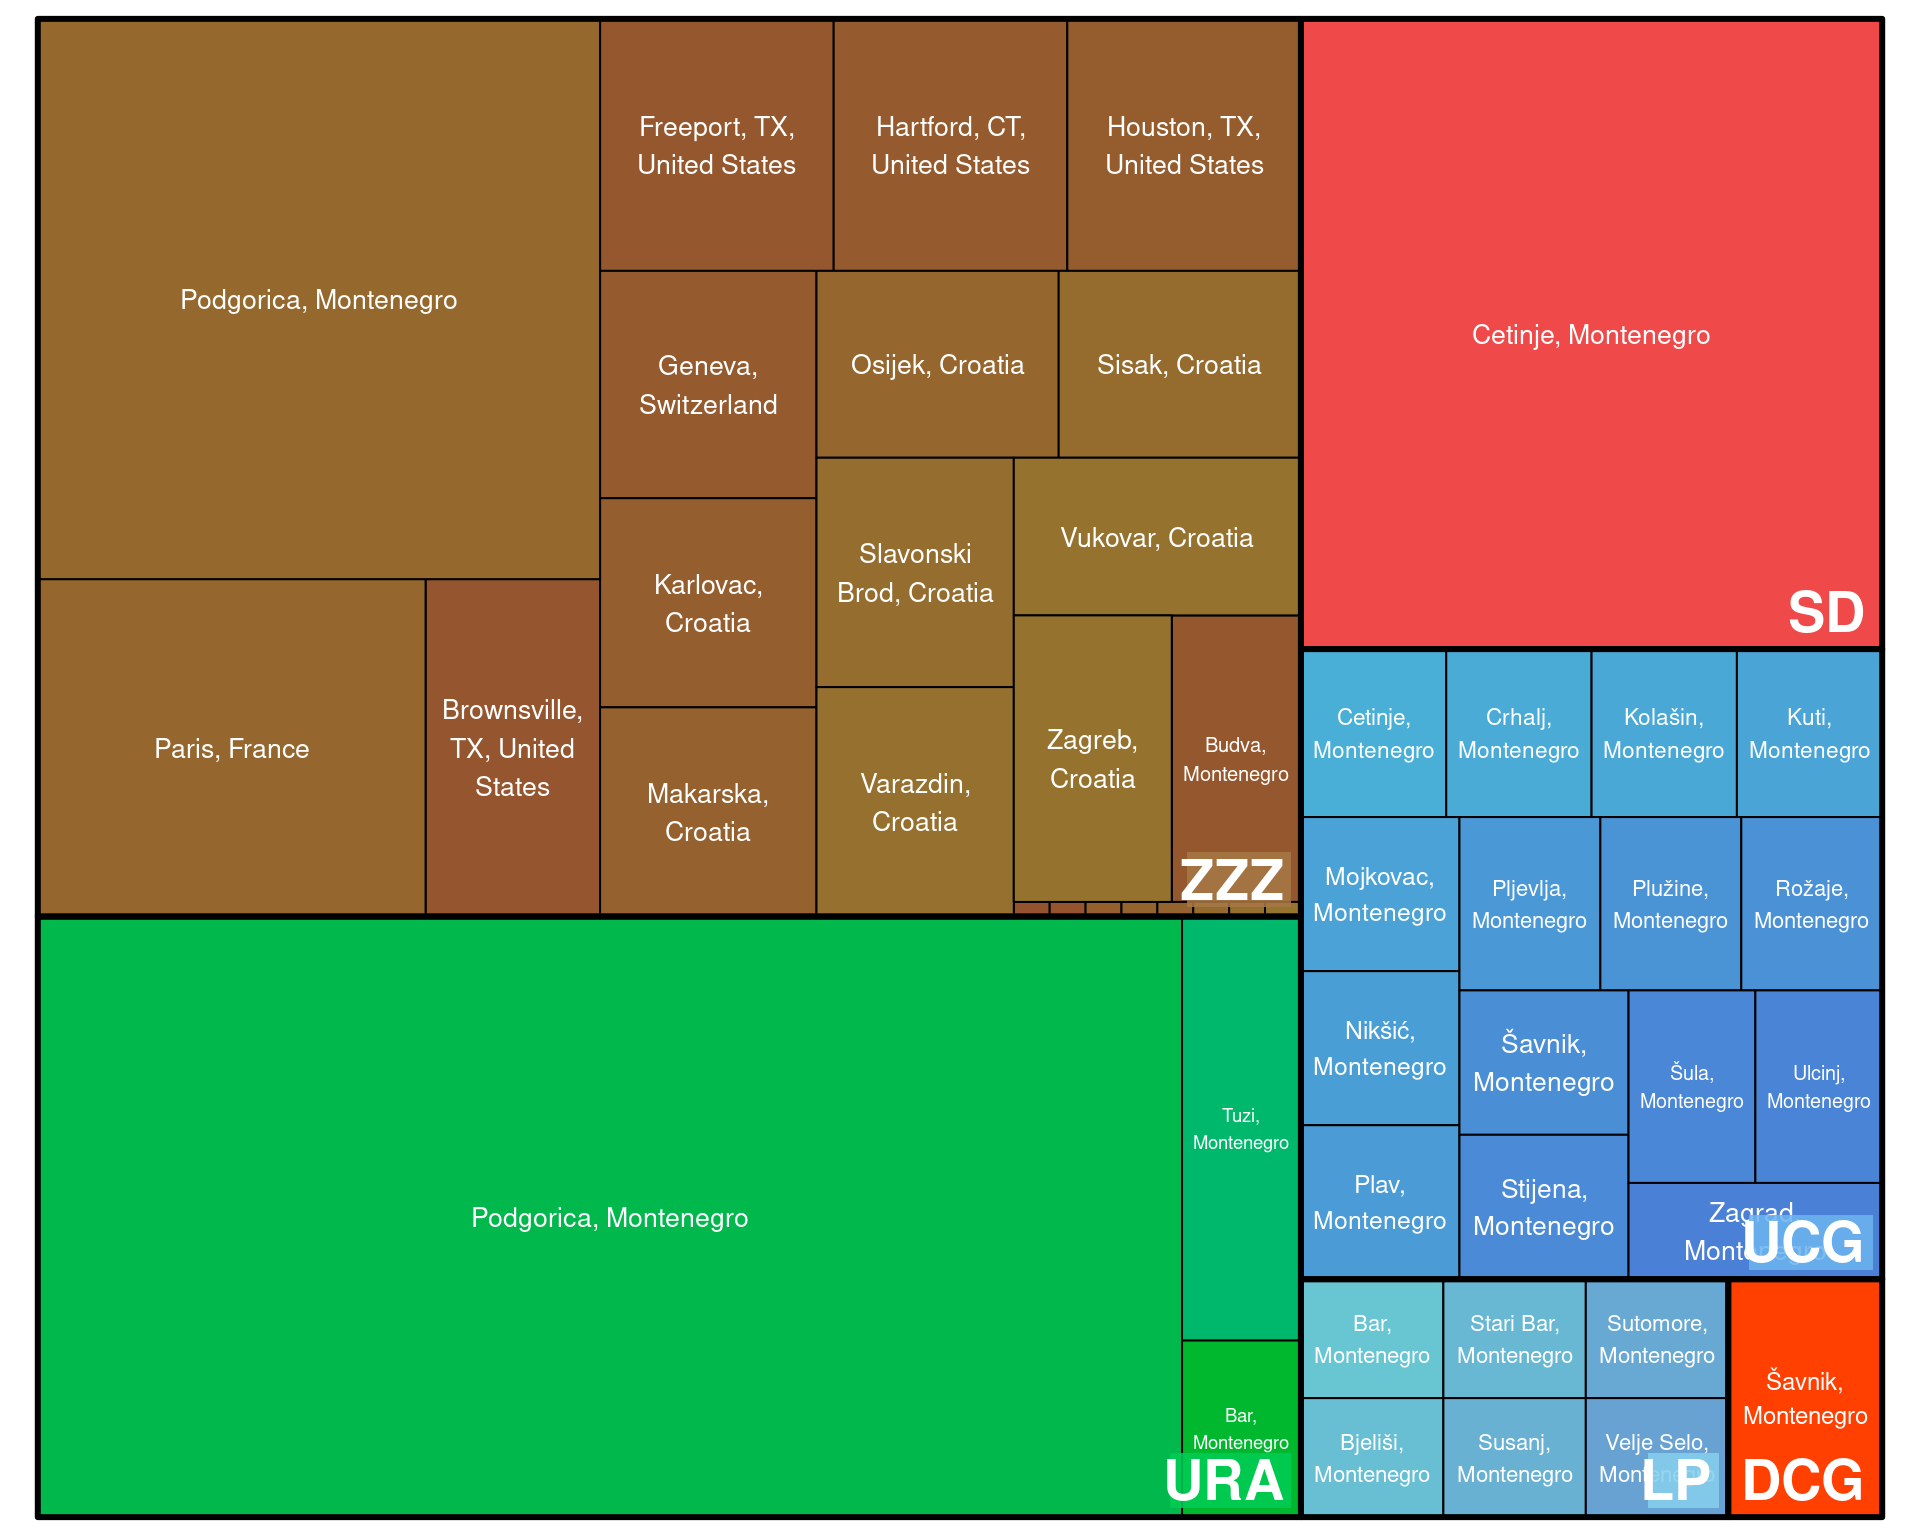 Podgorica, Montenegro
Paris, France
Brownsville,
TX, United
States
Freeport, TX,
United States
Hartford, CT,
United States
Houston, TX,
United States
Geneva,
Switzerland
Osijek, Croatia
Sisak, Croatia
Karlovac,
Croatia
Slavonski
Brod, Croatia
Vukovar, Croatia
Makarska,
Croatia
Varazdin,
Croatia
Zagreb,
Croatia
Budva,
Montenegro
ZZZ
Podgorica, Montenegro
Tuzi,
Montenegro
Bar,
Montenegro
URA
Cetinje, Montenegro
SD
Cetinje,
Montenegro
Crhalj,
Montenegro
Kolašin,
Montenegro
Kuti,
Montenegro
Mojkovac,
Montenegro
Pljevlja,
Montenegro
Plužine,
Montenegro
Rožaje,
Montenegro
Nikšić,
Montenegro
Šavnik,
Montenegro
Šula,
Montenegro
Ulcinj,
Montenegro
Plav,
Montenegro
Stijena,
Montenegro
Zagrad,
Montenegro
UCG
Bar,
Montenegro
Stari Bar,
Montenegro
Sutomore,
Montenegro
Bjeliši,
Montenegro
Susanj,
Montenegro
Velje Selo,
Montenegro
LP
Šavnik,
Montenegro
DCG